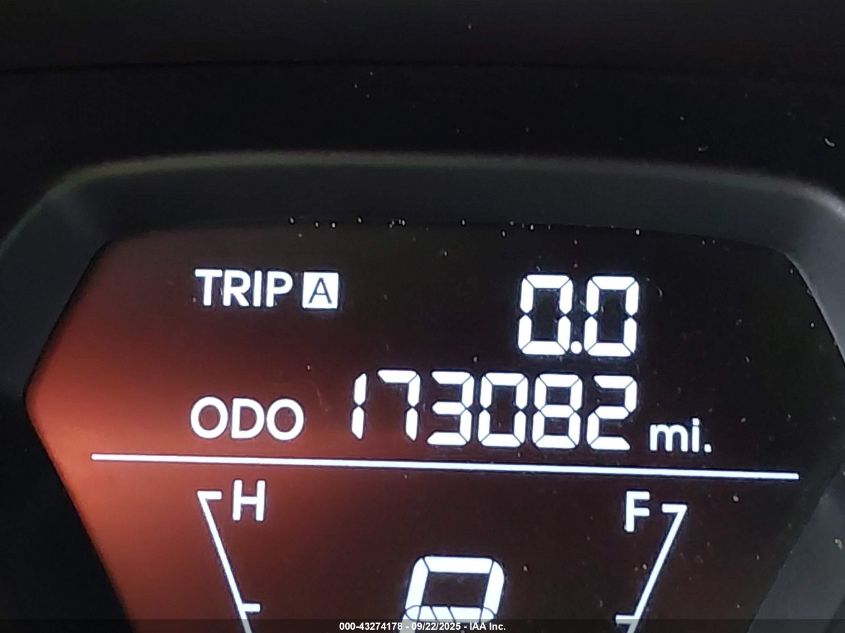 TRIP A 0.0
ODO 173082 mi.
H F
P
000-43274178 - 09/22/2025 - IAA Inc.